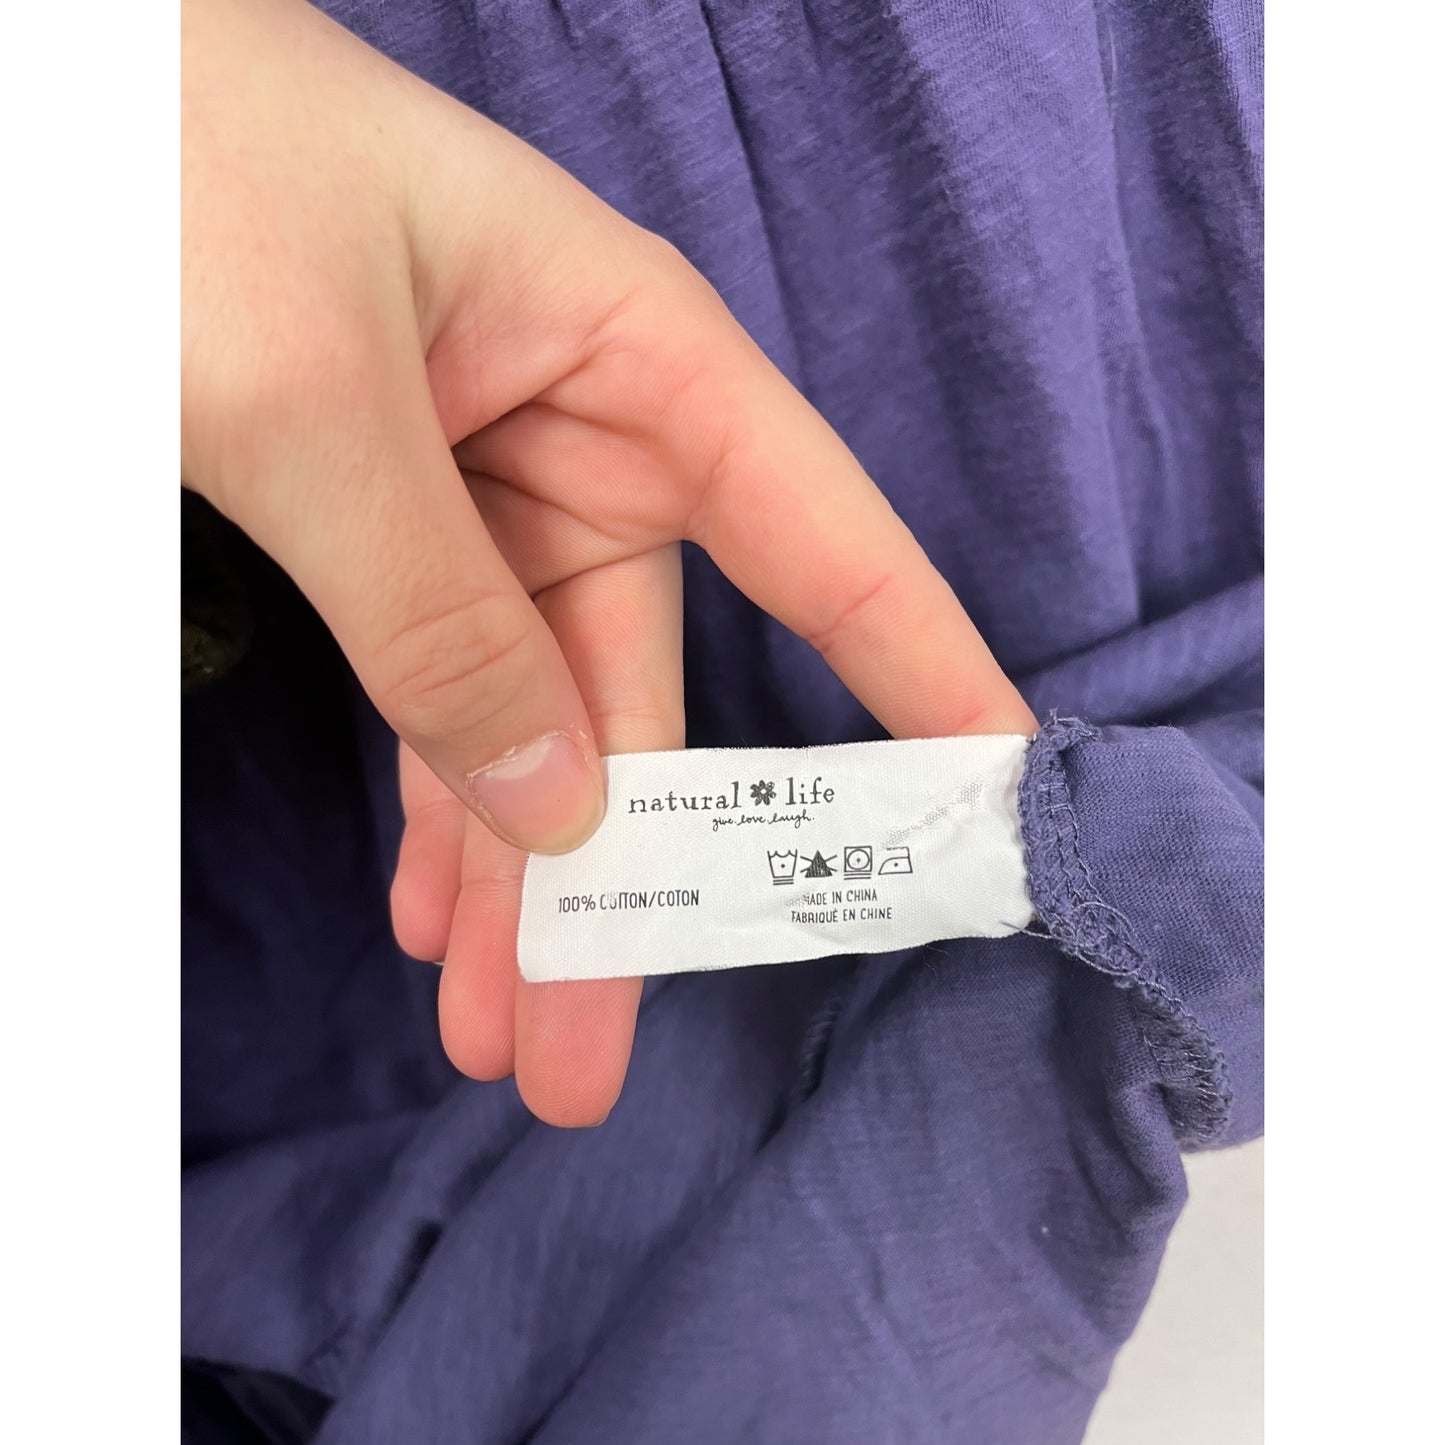 natural life
give. love. laugh.
100% COTTON/COTON
MADE IN CHINA
FABRIQUÉ EN CHINE